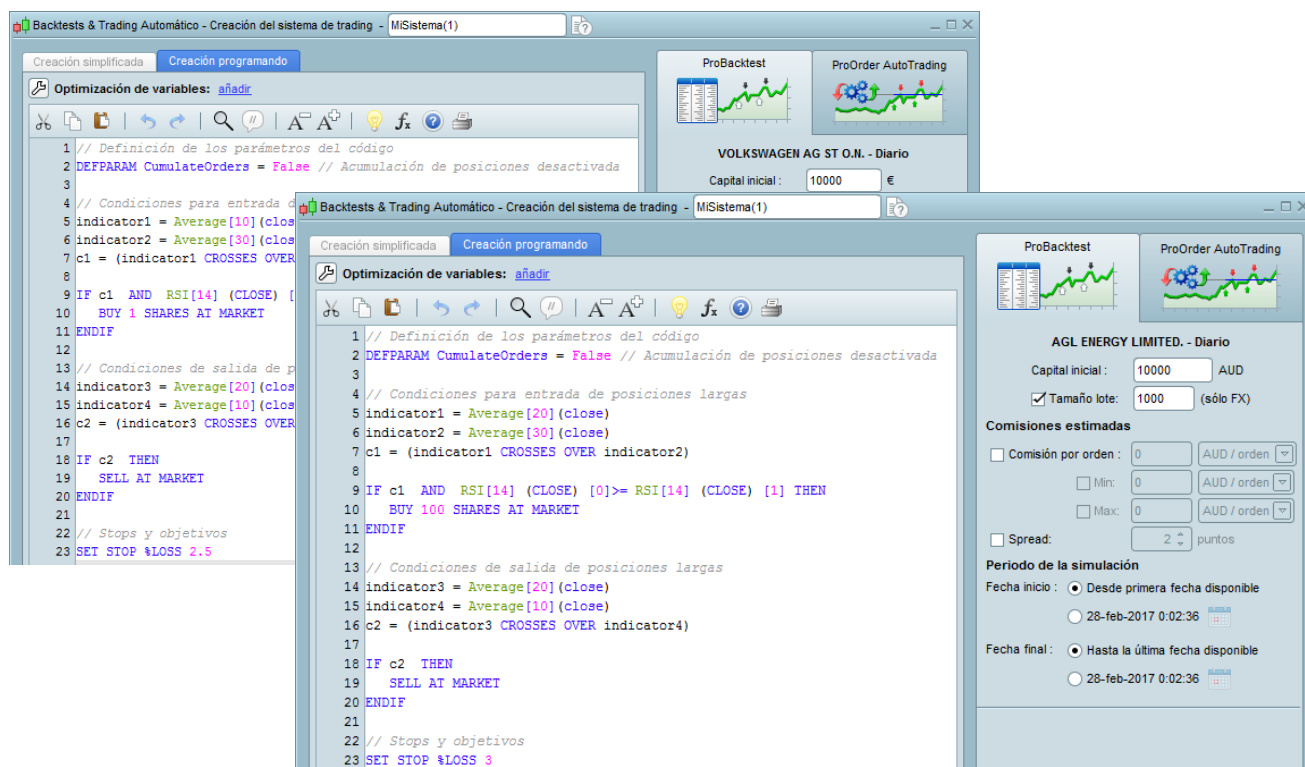 Backtests & Trading Automático - Creación del sistema de trading - MiSistema(1)
Creación simplificada Creación programando
Optimización de variables: añadir
1 // Definición de los parámetros del código
2 DEFPARAM CumulateOrders = False // Acumulación de posiciones desactivada
3
4 // Condiciones para entrada d
5 indicator1 = Average[10](clos
6 indicator2 = Average[30](clos
7 c1 = (indicator1 CROSSES OVER
8
9 IF c1 AND RSI[14] (CLOSE) [
10 BUY 1 SHARES AT MARKET
11 ENDIF
12
13 // Condiciones de salida de p
14 indicator3 = Average[20](clos
15 indicator4 = Average[10](clos
16 c2 = (indicator3 CROSSES OVER
17
18 IF c2 THEN
19 SELL AT MARKET
20 ENDIF
21
22 // Stops y objetivos
23 SET STOP %LOSS 2.5
ProBacktest ProOrder AutoTrading
VOLKSWAGEN AG ST O.N. - Diario
Capital inicial : 10000 €
Backtests & Trading Automático - Creación del sistema de trading - MiSistema(1)
Creación simplificada Creación programando
Optimización de variables: añadir
1 // Definición de los parámetros del código
2 DEFPARAM CumulateOrders = False // Acumulación de posiciones desactivada
3
4 // Condiciones para entrada de posiciones largas
5 indicator1 = Average[20](close)
6 indicator2 = Average[30](close)
7 c1 = (indicator1 CROSSES OVER indicator2)
8
9 IF c1 AND RSI[14] (CLOSE) [0]>= RSI[14] (CLOSE) [1] THEN
10 BUY 100 SHARES AT MARKET
11 ENDIF
12
13 // Condiciones de salida de posiciones largas
14 indicator3 = Average[20](close)
15 indicator4 = Average[10](close)
16 c2 = (indicator3 CROSSES OVER indicator4)
17
18 IF c2 THEN
19 SELL AT MARKET
20 ENDIF
21
22 // Stops y objetivos
23 SET STOP %LOSS 3
ProBacktest ProOrder AutoTrading
AGL ENERGY LIMITED. - Diario
Capital inicial : 10000 AUD
Tamaño lote: 1000 (sólo FX)
Comisiones estimadas
Comisión por orden : 0 AUD / orden
Min: 0 AUD / orden
Max: 0 AUD / orden
Spread: 2 puntos
Periodo de la simulación
Fecha inicio : Desde primera fecha disponible
28-feb-2017 0:02:36
Fecha final : Hasta la última fecha disponible
28-feb-2017 0:02:36